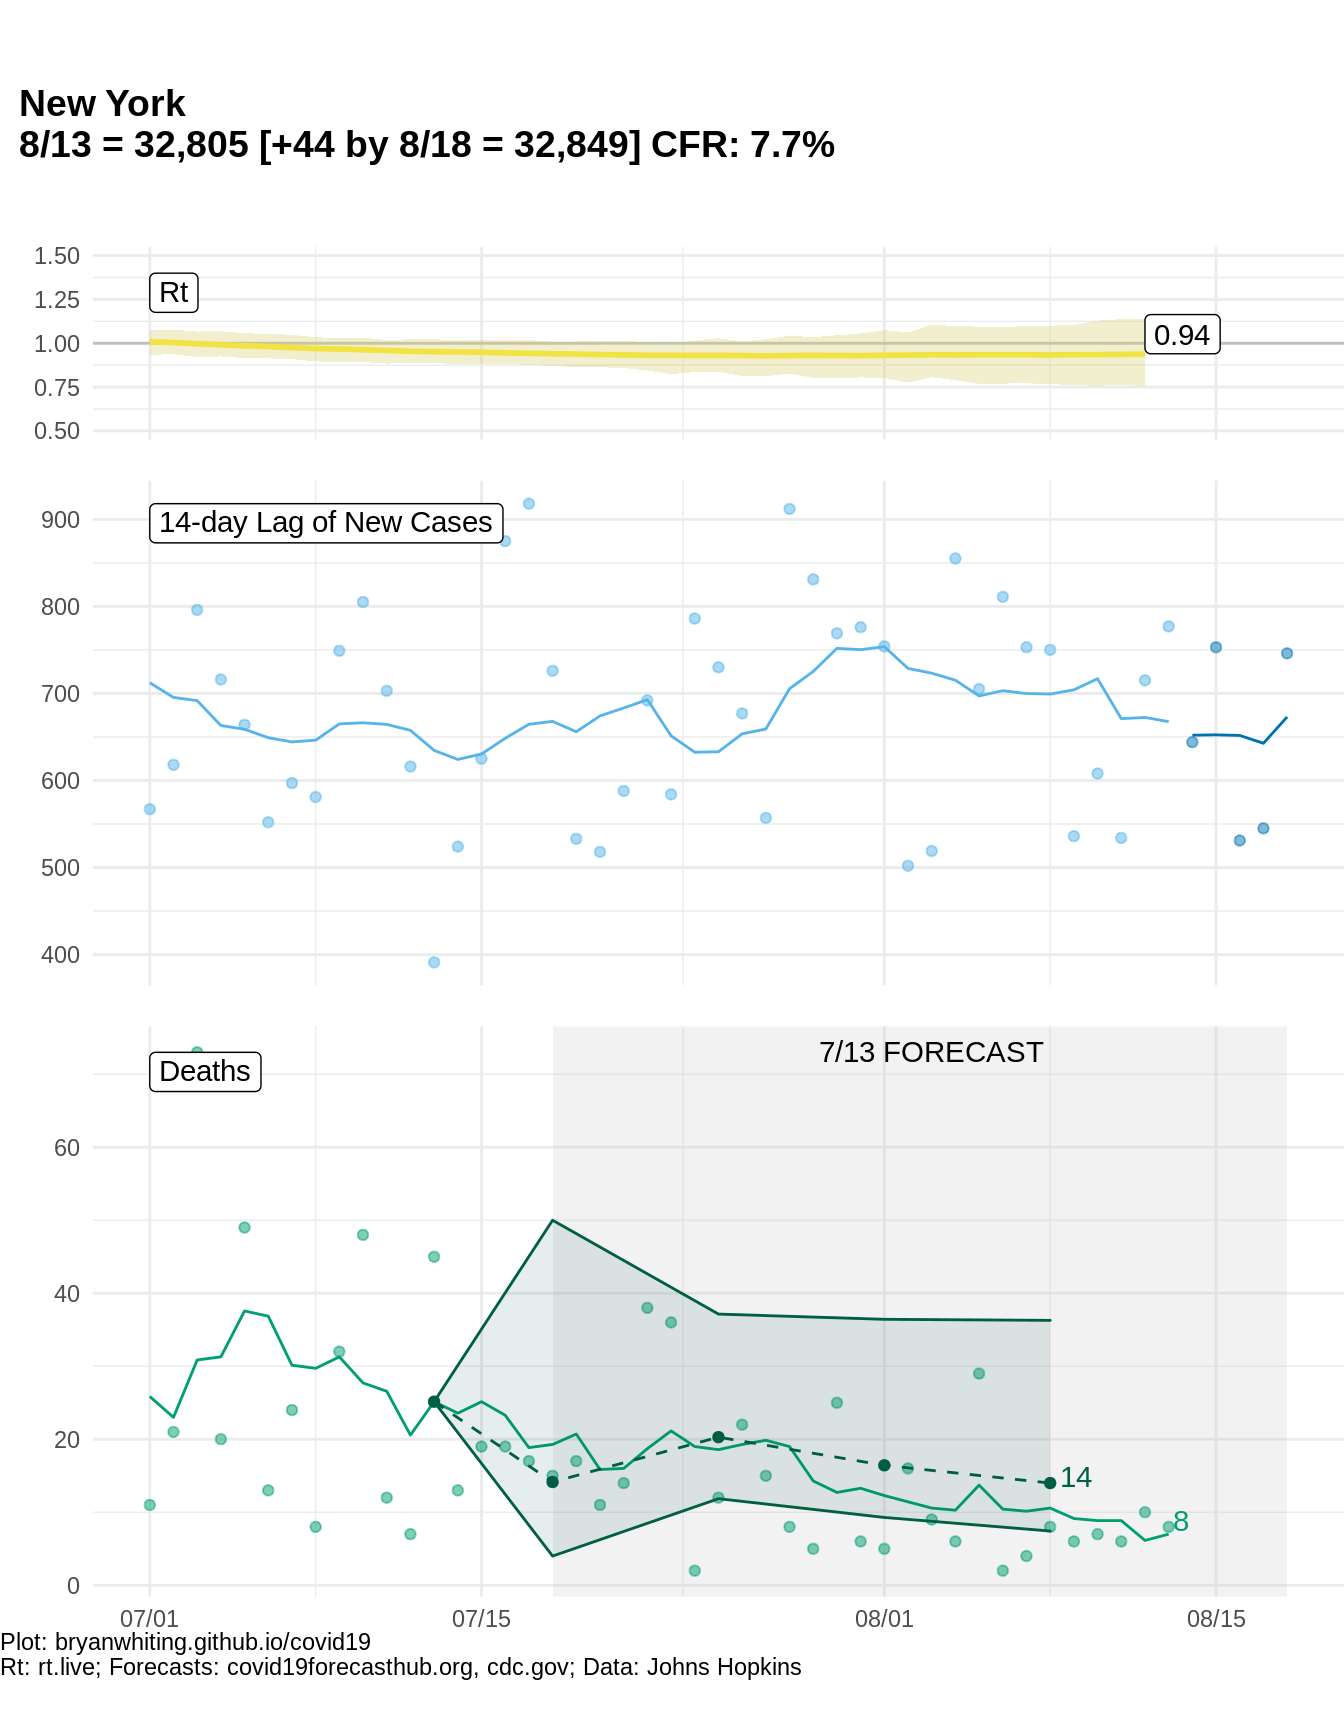 New York
8/13 = 32,805 [+44 by 8/18 = 32,849] CFR: 7.7%
1.50
Rt
1.25
1.00
0.94
0.75
0.50
14-day Lag of New Cases
900
800
700
600
500
400
7/13 FORECAST
Deaths
60
40
20
14
8
0
07/01
07/15
08/01
08/15
Plot: bryanwhiting.github.io/covid19
Rt: rt.live; Forecasts: covid19forecasthub.org, cdc.gov; Data: Johns Hopkins